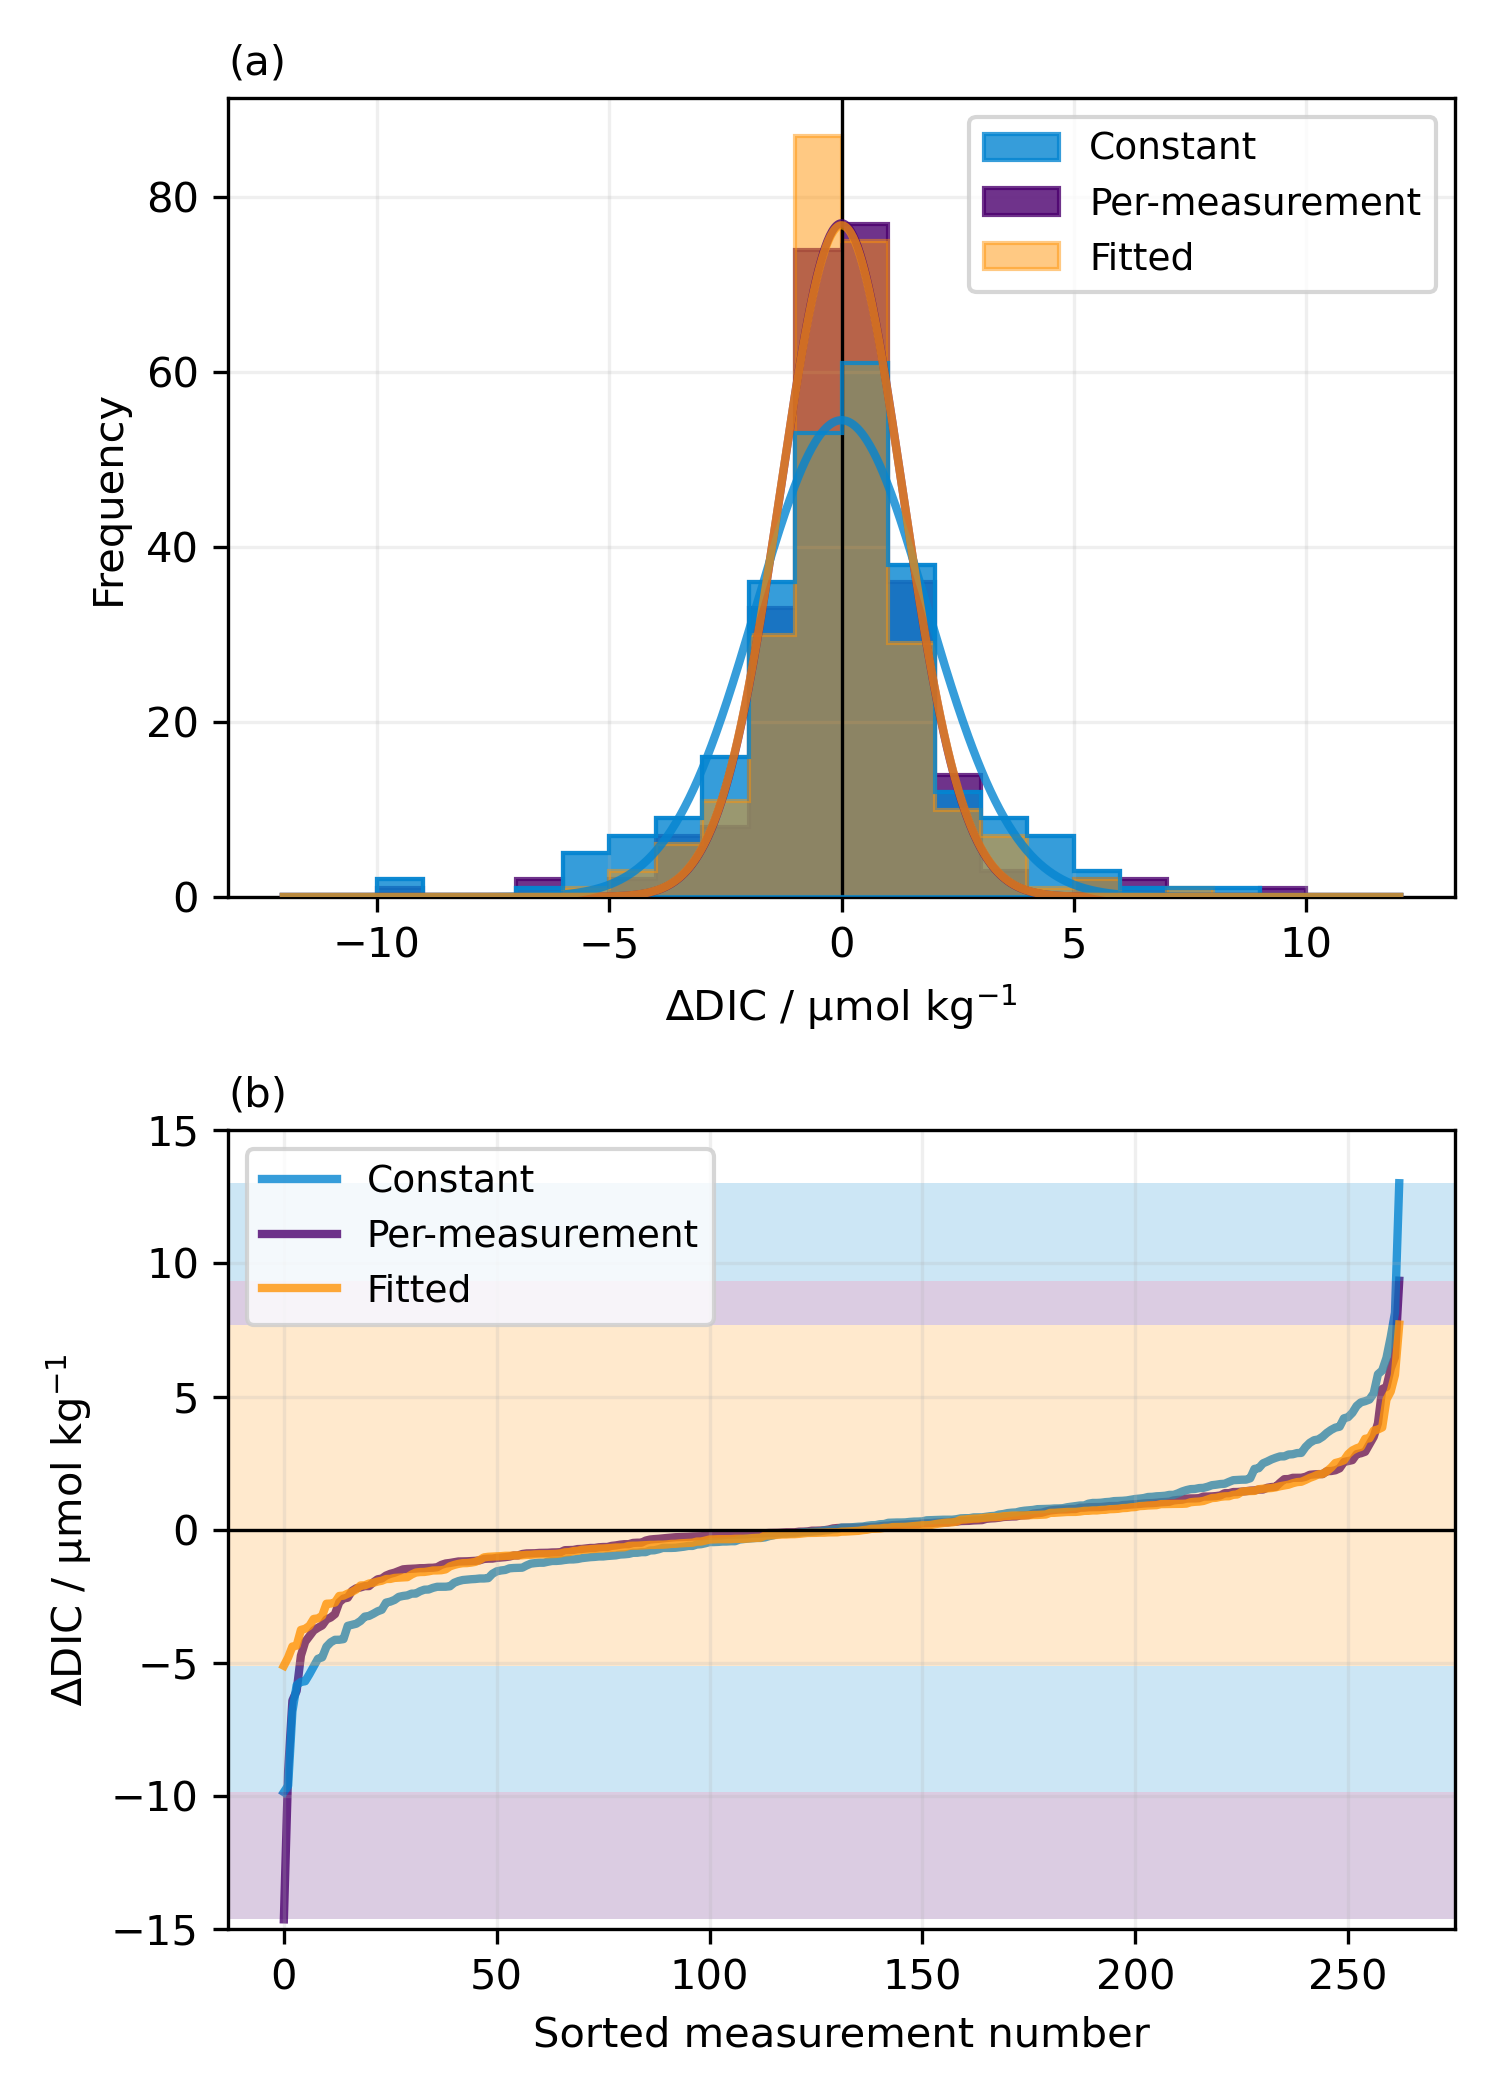 (a)
Constant
Per-measurement
Fitted
80
60
40
20
0
Frequency
−10
−5
0
5
10
ΔDIC / µmol kg⁻¹
(b)
15
10
5
0
−5
−10
−15
Constant
Per-measurement
Fitted
ΔDIC / µmol kg⁻¹
0
50
100
150
200
250
Sorted measurement number